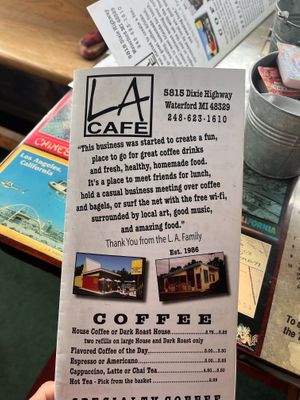 LA
CAFE
5815 Dixie Highway
Waterford MI 48329
248-623-1610
"This business was started to create a fun,
place to go for great coffee drinks
and fresh, healthy, homemade food.
It's a place to meet friends for lunch,
hold a casual business meeting over coffee
and bagels, or surf the net with the free wi-fi,
surrounded by local art, good music,
and amazing food."
Thank You from the L.A. Family
Est. 1986
COFFEE
House Coffee or Dark Roast House
two refills on large House and Dark Roast only
Flavored Coffee of the Day
Espresso or Americano
Cappuccino, Latte or Chai Tea
Hot Tea - Pick from the basket
SPECIALTY COFFEE
Los Angeles,
California